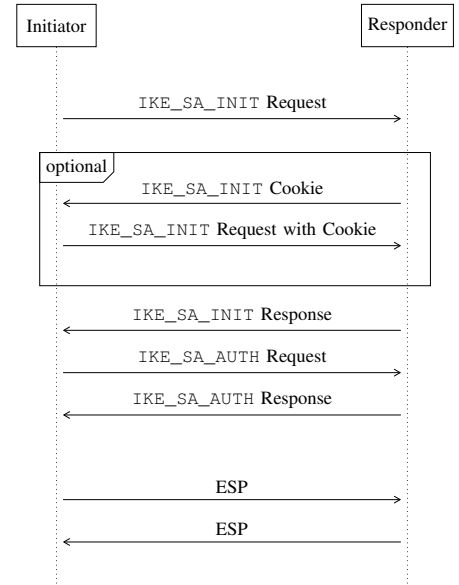 Initiator
Responder
IKE_SA_INIT Request
optional
IKE_SA_INIT Cookie
IKE_SA_INIT Request with Cookie
IKE_SA_INIT Response
IKE_SA_AUTH Request
IKE_SA_AUTH Response
ESP
ESP